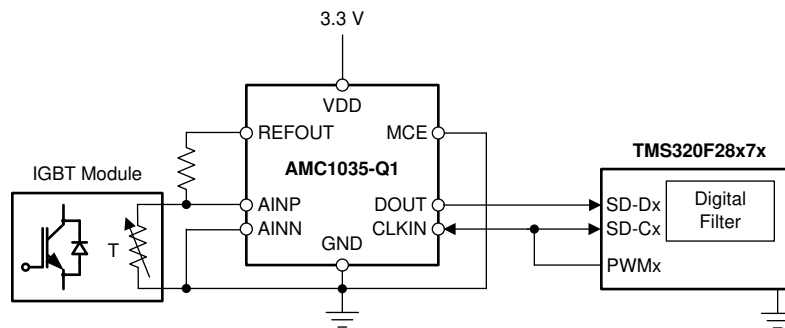 3.3 V
VDD
REFOUT
MCE
AMC1035-Q1
TMS320F28x7x
IGBT Module
AINP
DOUT
SD-Dx
Digital
Filter
T
AINN
CLKIN
SD-Cx
GND
PWMx